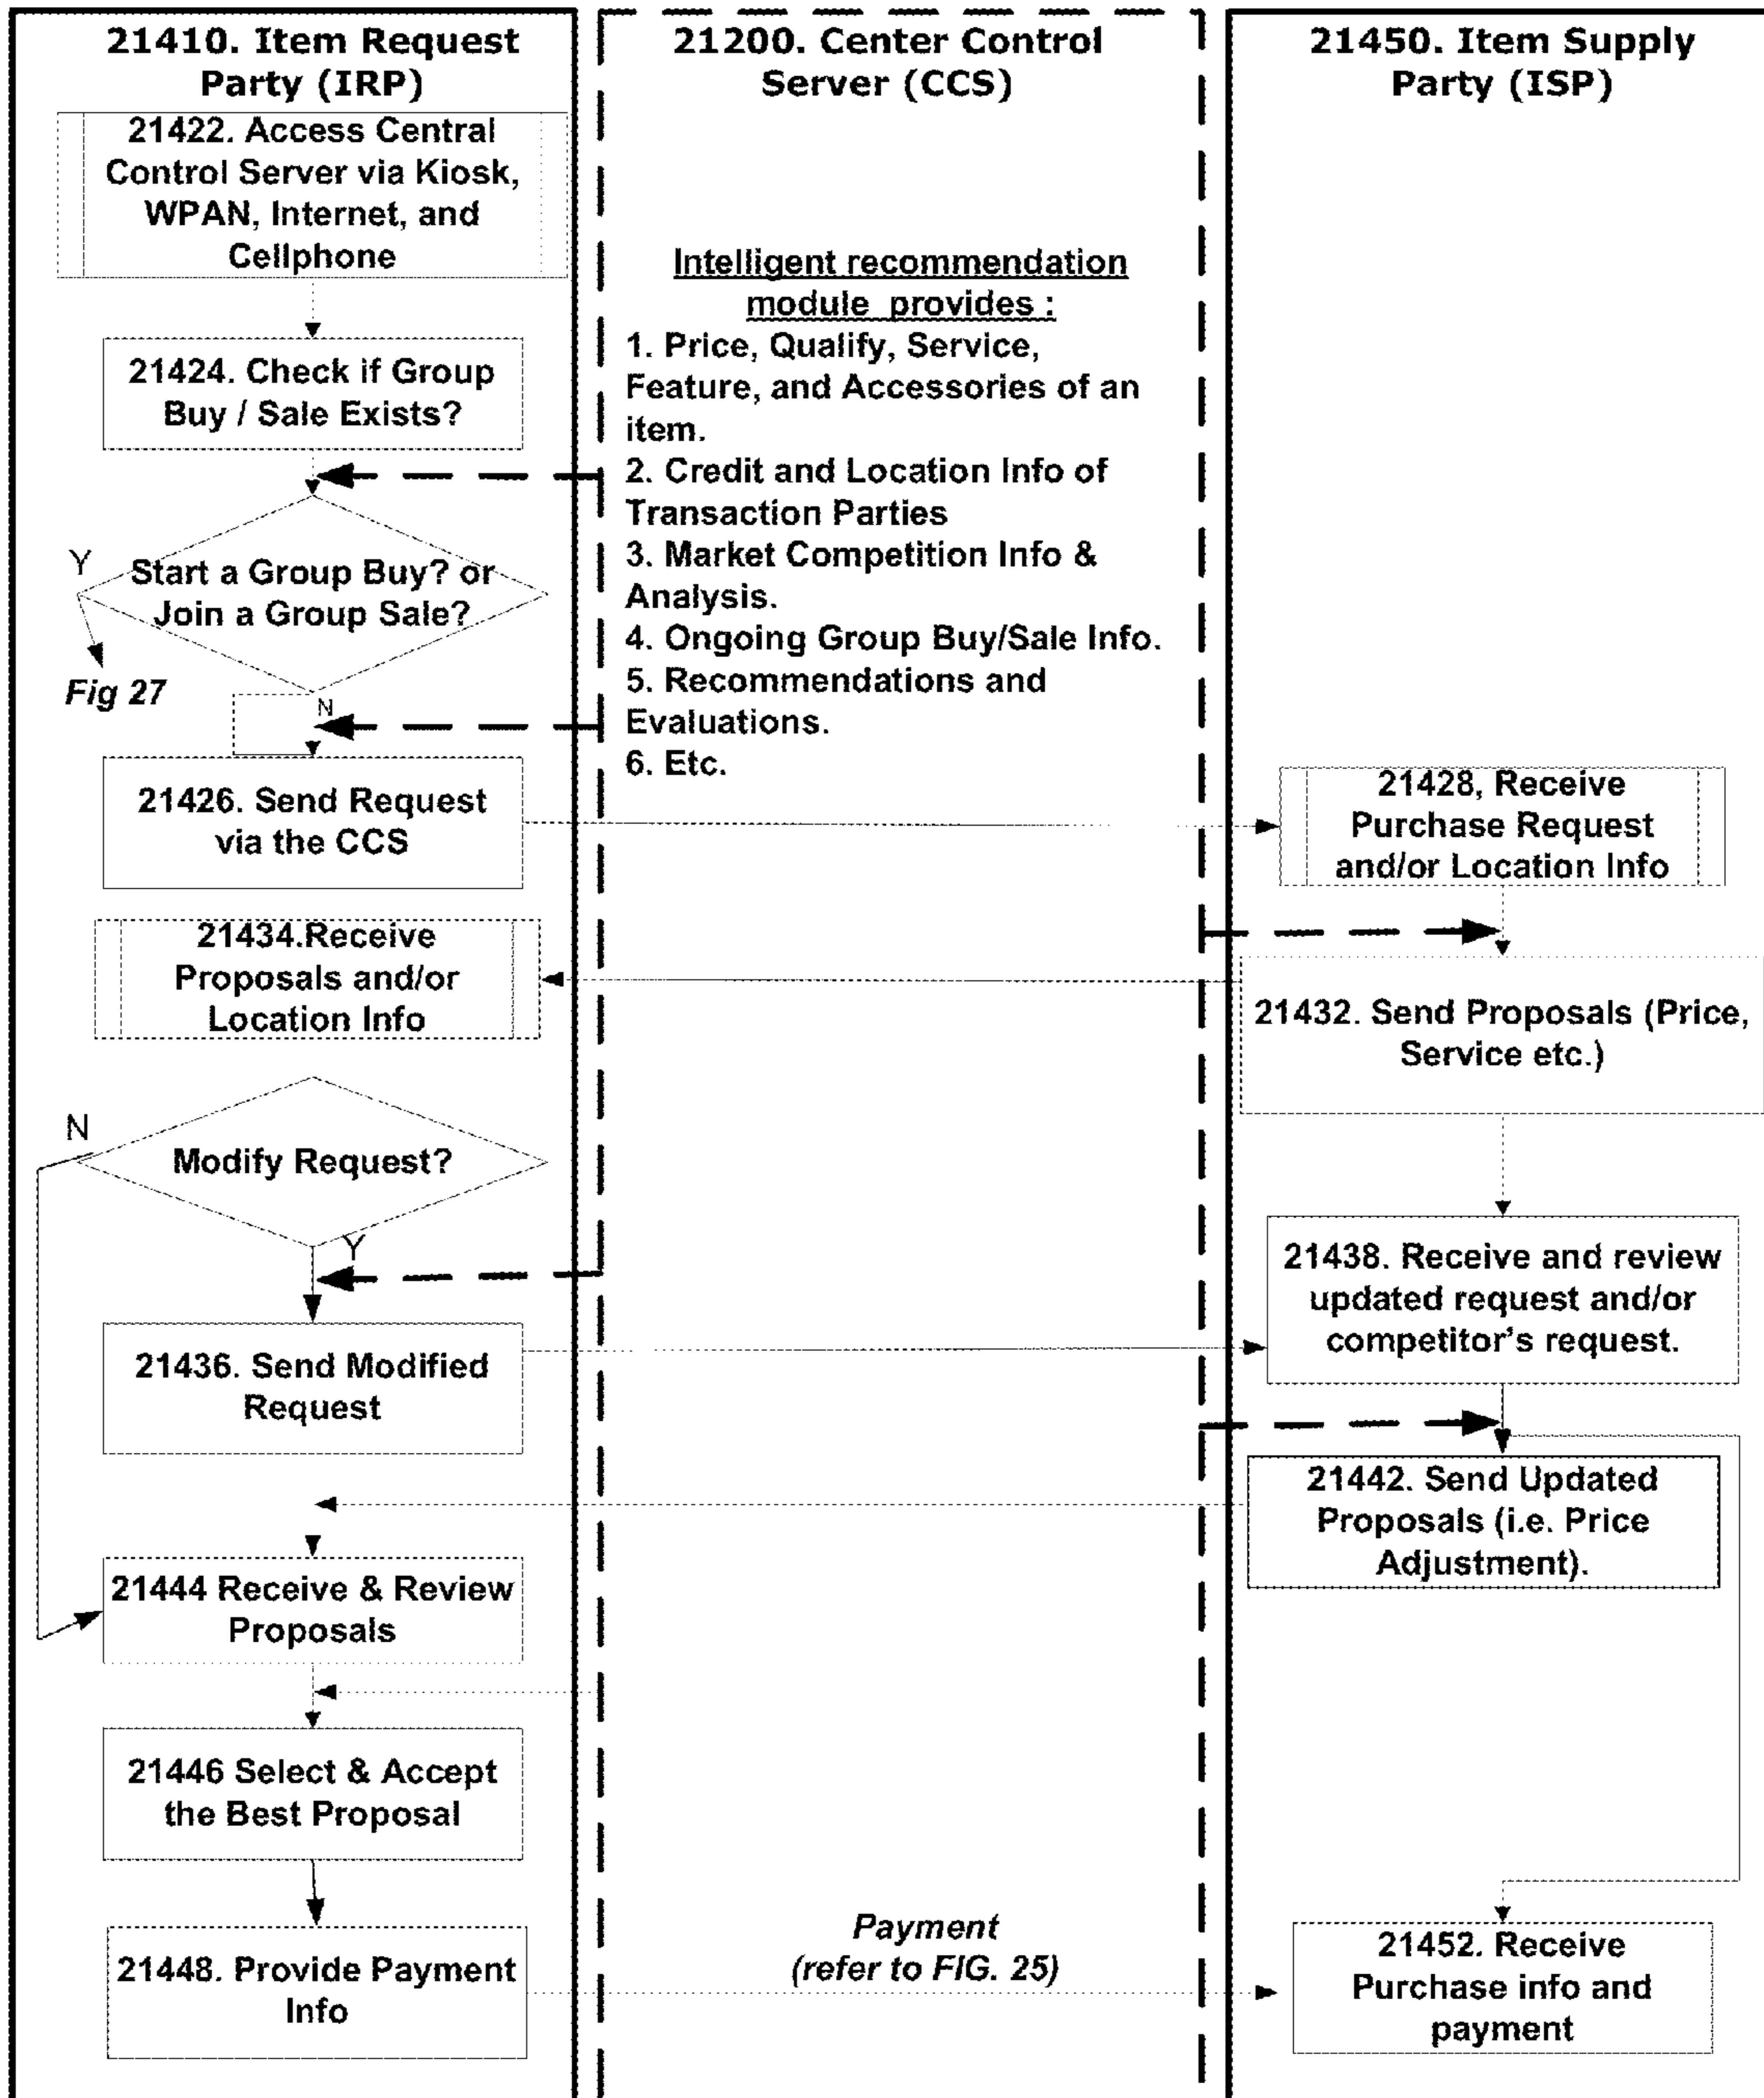 21410. Item Request
Party (IRP)
21422. Access Central
Control Server via Kiosk,
WPAN, Internet, and
Cellphone
21424. Check if Group
Buy / Sale Exists?
Y
Start a Group Buy? or
Join a Group Sale?
Fig 27
N
21426. Send Request
via the CCS
21434.Receive
Proposals and/or
Location Info
N
Modify Request?
Y
21436. Send Modified
Request
21444 Receive & Review
Proposals
21446 Select & Accept
the Best Proposal
21448. Provide Payment
Info
21200. Center Control
Server (CCS)
Intelligent recommendation
module provides :
1. Price, Qualify, Service,
Feature, and Accessories of an
item.
2. Credit and Location Info of
Transaction Parties
3. Market Competition Info &
Analysis.
4. Ongoing Group Buy/Sale Info.
5. Recommendations and
Evaluations.
6. Etc.
Payment
(refer to FIG. 25)
21450. Item Supply
Party (ISP)
21428, Receive
Purchase Request
and/or Location Info
21432. Send Proposals (Price,
Service etc.)
21438. Receive and review
updated request and/or
competitor's request.
21442. Send Updated
Proposals (i.e. Price
Adjustment).
21452. Receive
Purchase info and
payment